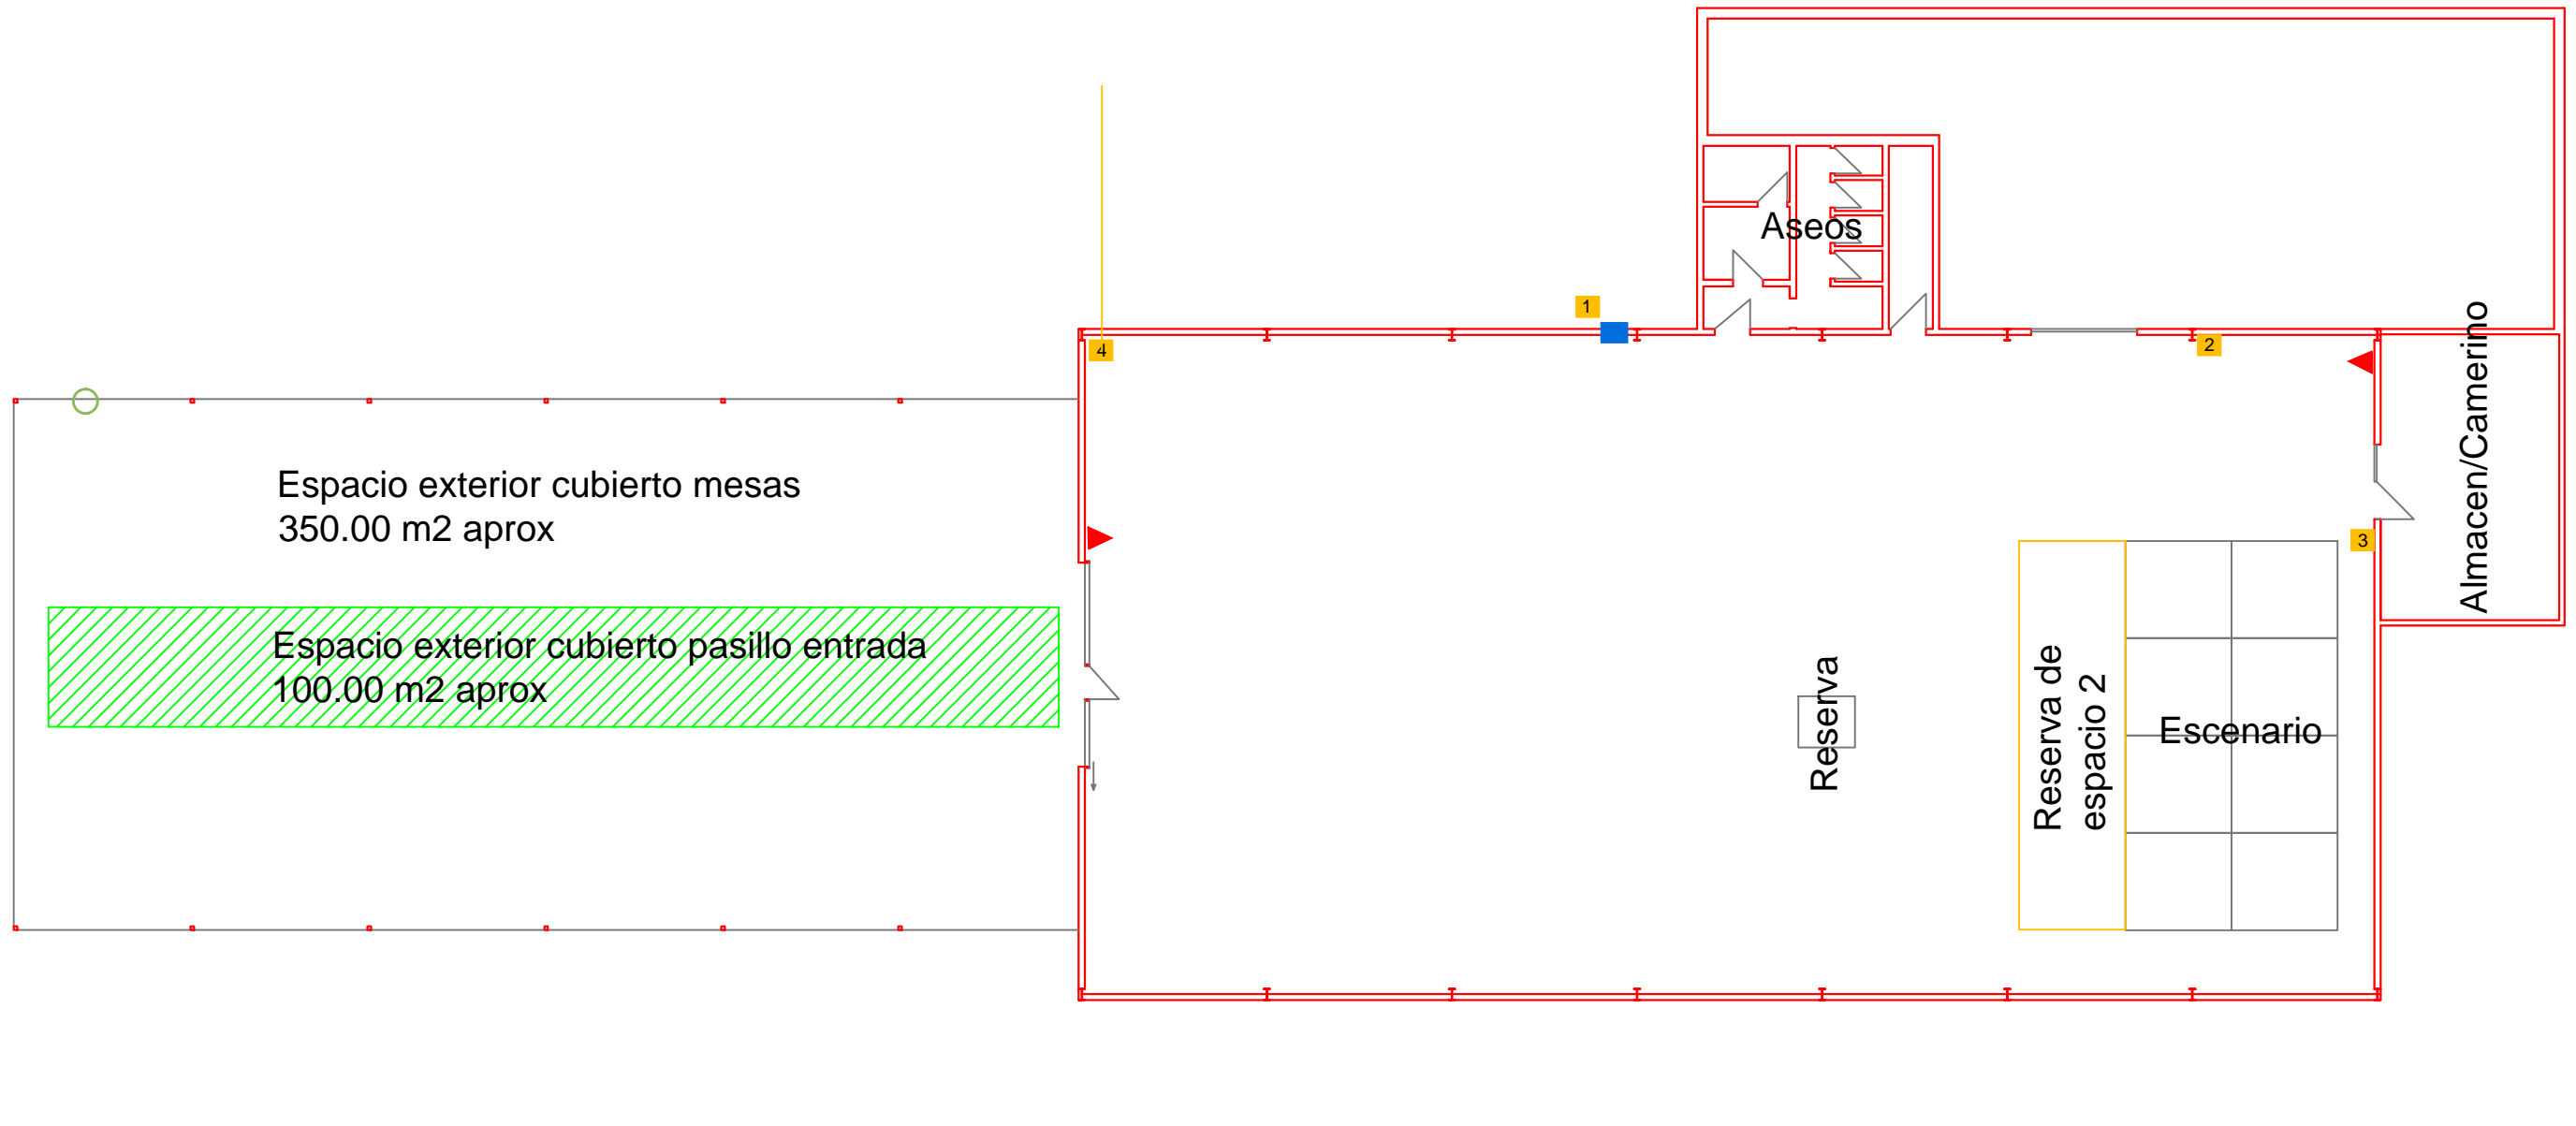 Aseos
1
4
2
Almacen/Camerino
Espacio exterior cubierto mesas
350.00 m2 aprox
3
Espacio exterior cubierto pasillo entrada
100.00 m2 aprox
Reserva
Reserva de
espacio 2
Escenario